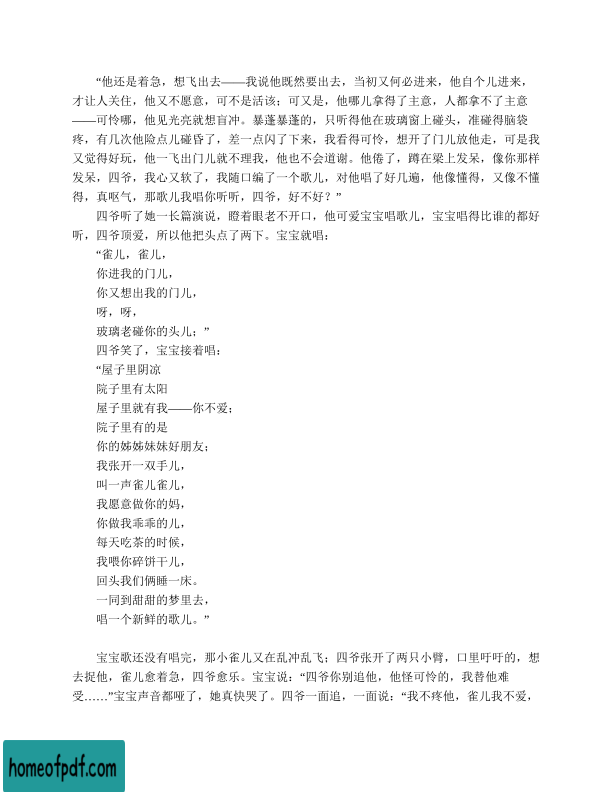 “他还是着急，想飞出去——我说他既然要出去，当初又何必进来，他自个儿进来，
才让人关住，他又不愿意，可不是活该；可又是，他哪儿拿得了主意，人都拿不了主意
——可怜哪，他见光亮就想盲冲。暴蓬暴蓬的，只听得他在玻璃窗上碰头，准碰得脑袋
疼，有几次他险点儿碰昏了，差一点闪了下来，我看得可怜，想开了门儿放他走，可是我
又觉得好玩，他一飞出门儿就不理我，他也不会道谢。他倦了，蹲在梁上发呆，像你那样
发呆，四爷，我心又软了，我随口编了一个歌儿，对他唱了好几遍，他像懂得，又像不懂
得，真呕气，那歌儿我唱你听听，四爷，好不好？”
四爷听了她一长篇演说，瞪着眼老不开口，他可爱宝宝唱歌儿，宝宝唱得比谁的都好
听，四爷顶爱，所以他把头点了两下。宝宝就唱：
“雀儿，雀儿，
你进我的门儿，
你又想出我的门儿，
呀，呀，
玻璃老碰你的头儿；”
四爷笑了，宝宝接着唱：
“屋子里阴凉
院子里有太阳
屋子里就有我——你不爱；
院子里有的是
你的姊姊妹妹好朋友；
我张开一双手儿，
叫一声雀儿雀儿，
我愿意做你的妈，
你做我乖乖的儿，
每天吃茶的时候，
我喂你碎饼干儿，
回头我们俩睡一床。
一同到甜甜的梦里去，
唱一个新鲜的歌儿。”
宝宝歌还没有唱完，那小雀儿又在乱冲乱飞；四爷张开了两只小臂，口里吁吁的，想
去捉他，雀儿愈着急，四爷愈乐。宝宝说：“四爷你别追他，他怪可怜的，我替他难
受……”宝宝声音都哑了，她真快哭了。四爷一面追，一面说：“我不疼他，雀儿我不爱，
homeofpdf.com